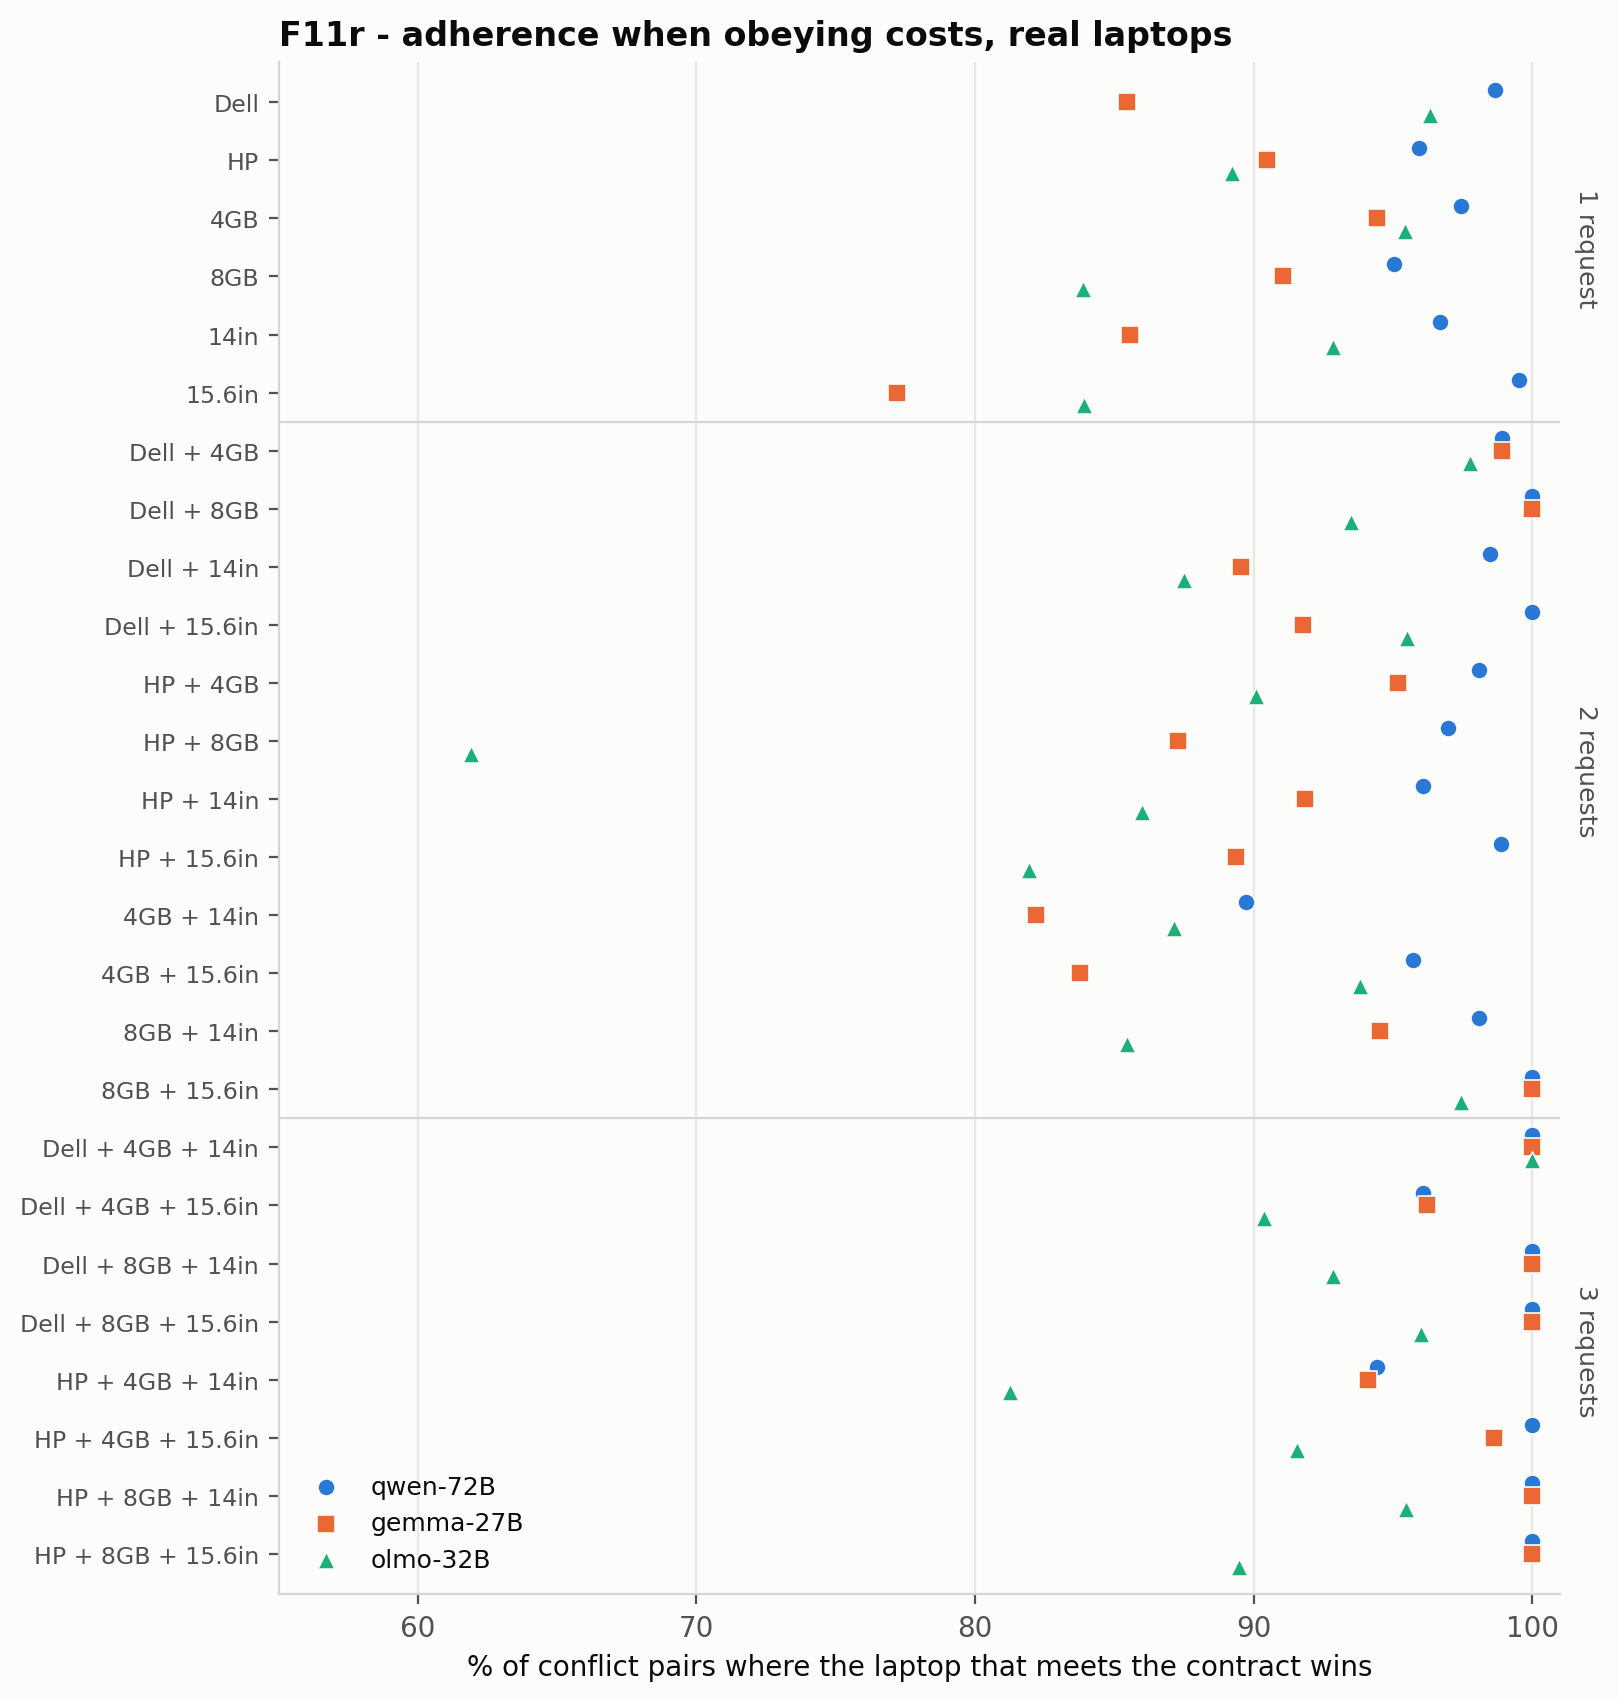 F11r - adherence when obeying costs, real laptops
Dell
HP
4GB
8GB
14in
15.6in
1 request
Dell + 4GB
Dell + 8GB
Dell + 14in
Dell + 15.6in
HP + 4GB
HP + 8GB
HP + 14in
HP + 15.6in
4GB + 14in
4GB + 15.6in
8GB + 14in
8GB + 15.6in
2 requests
Dell + 4GB + 14in
Dell + 4GB + 15.6in
Dell + 8GB + 14in
Dell + 8GB + 15.6in
HP + 4GB + 14in
HP + 4GB + 15.6in
HP + 8GB + 14in
HP + 8GB + 15.6in
3 requests
qwen-72B
gemma-27B
olmo-32B
60 70 80 90 100
% of conflict pairs where the laptop that meets the contract wins